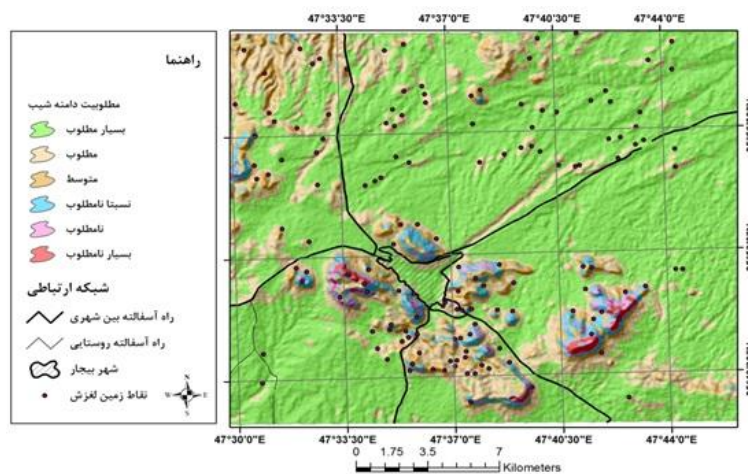 47°33'30"E 47°37'0"E 47°40'30"E 47°44'0"E
راهنما
مطلوبیت دامنه شیب
بسیار مطلوب
مطلوب
متوسط
نسبتا نامطلوب
نامطلوب
بسیار نامطلوب
شبکه ارتباطی
راه آسفالته بین شهری
راه آسفالته روستایی
شهر بیجار
نقاط زمین لغزش
N
W E
S
47°30'0"E 47°33'30"E 47°37'0"E 47°40'30"E 47°44'0"E
0 1.75 3.5 7
Kilometers